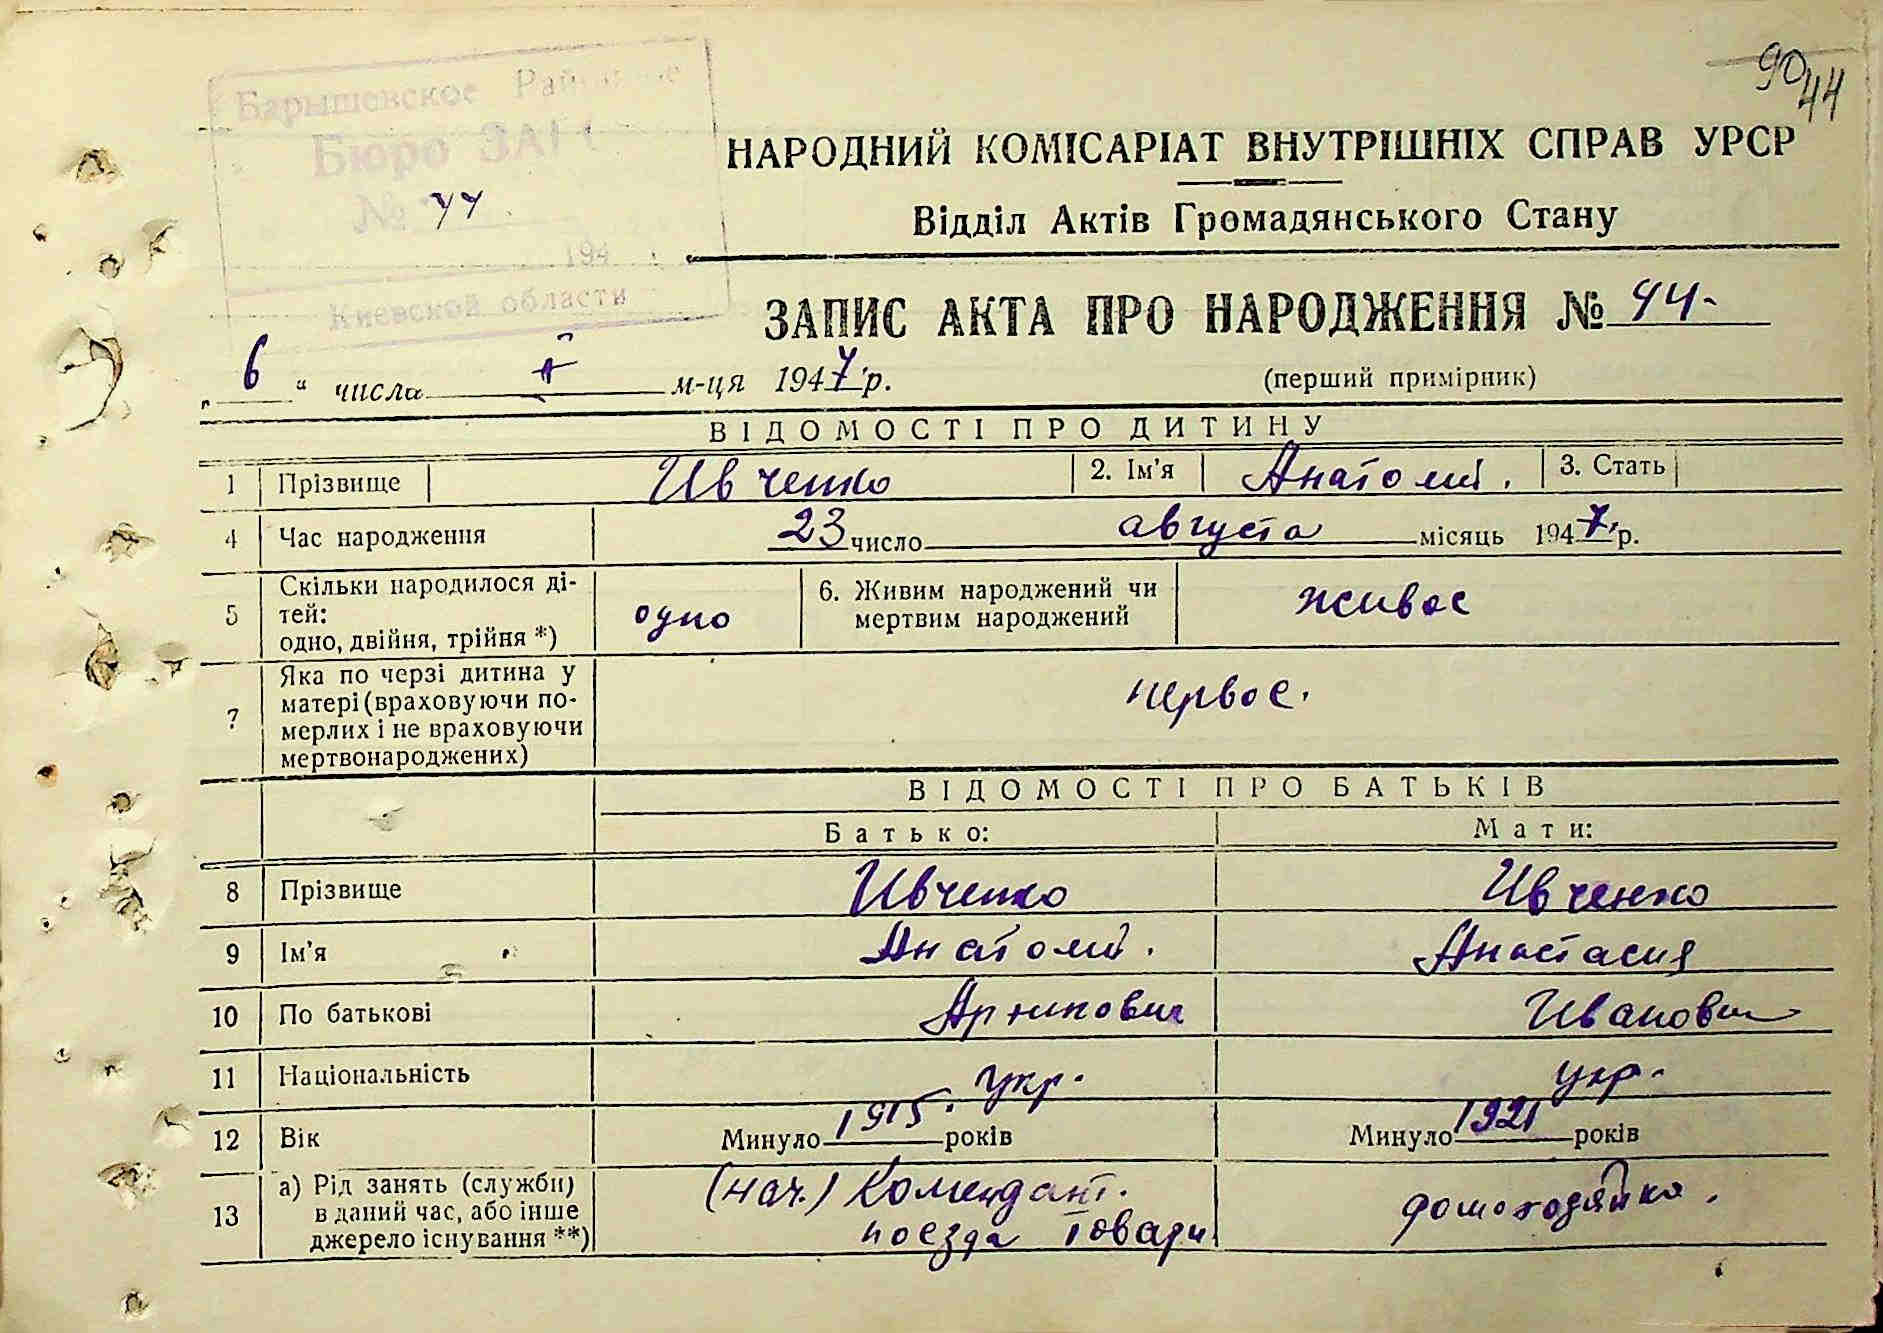 90 44
Барышевское
Бюро ЗАГС
№ 44
194
Киевской области
НАРОДНИЙ КОМІСАРІАТ ВНУТРІШНІХ СПРАВ УРСР
Відділ Актів Громадянського Стану
ЗАПИС АКТА ПРО НАРОДЖЕННЯ № 44-
„ 6 “ числа м-ця 1947 р. (перший примірник)
ВІДОМОСТІ ПРО ДИТИНУ
1 Прізвище Ивченко 2. Ім'я Анатолий. 3. Стать
4 Час народження 23 число августа місяць 1947 р.
5 Скільки народилося ді-
тей:
одно, двійня, трійня *) одно 6. Живим народжений чи
мертвим народжений живое
7 Яка по черзі дитина у
матері (враховуючи по-
мерлих і не враховуючи
мертвонароджених) первое.
ВІДОМОСТІ ПРО БАТЬКІВ
Батько: Мати:
8 Прізвище Ивченко Ивченко
9 Ім'я Анатолий. Анастасия
10 По батькові Архипович Ивановн
11 Національність укр. укр.
12 Вік Минуло 1915. років Минуло 1921 років
13 а) Рід занять (служби)
в даний час, або інше
джерело існування **) (нач.) Комендант.
поезда товарн домохозяйка.